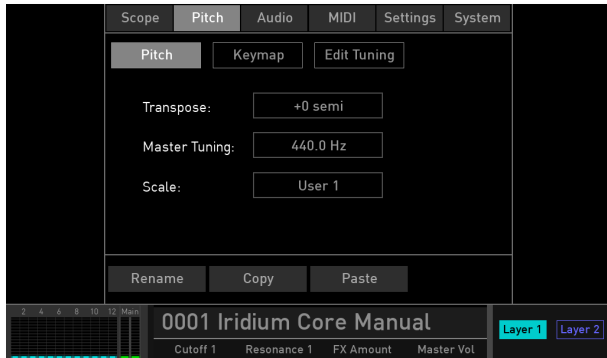 Scope Pitch Audio MIDI Settings System
Pitch Keymap Edit Tuning
Transpose: +0 semi
Master Tuning: 440.0 Hz
Scale: User 1
Rename Copy Paste
2 4 6 8 10 12 Main
0001 Iridium Core Manual
Layer 1 Layer 2
Cutoff 1 Resonance 1 FX Amount Master Vol